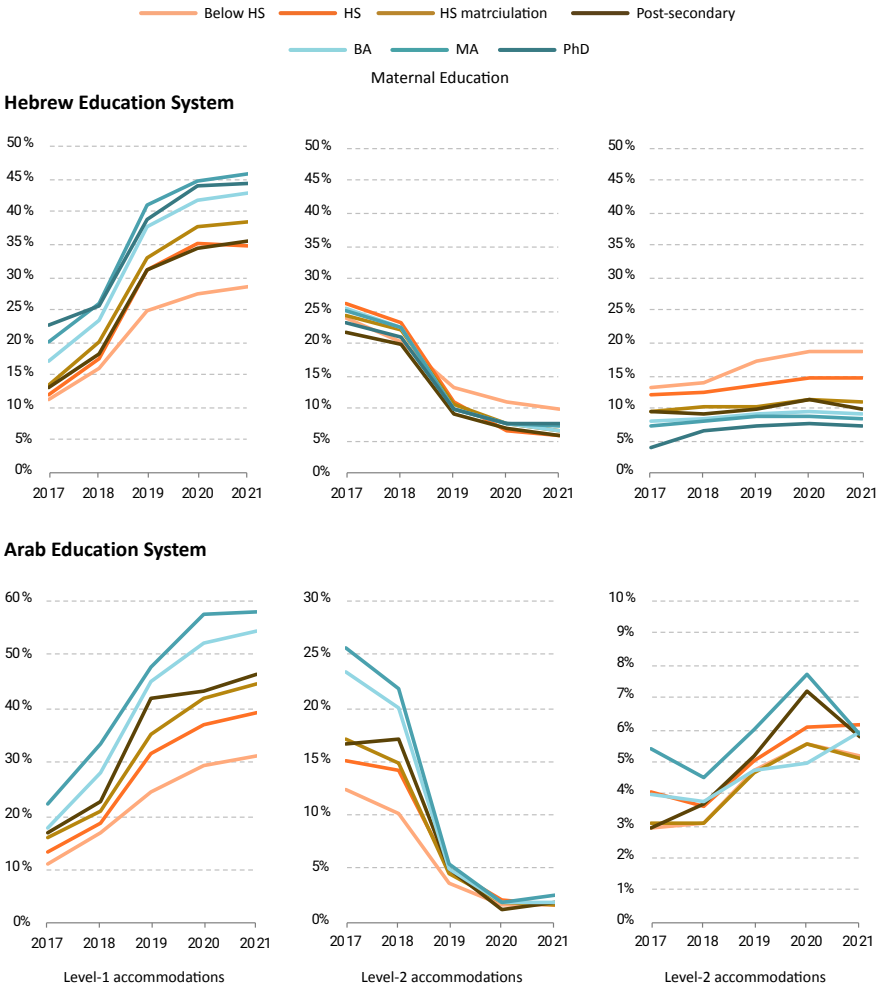 Below HS HS HS matrciulation Post-secondary
BA MA PhD
Maternal Education
Hebrew Education System
50% 50% 50%
45% 45% 45%
40% 40% 40%
35% 35% 35%
30% 30% 30%
25% 25% 25%
20% 20% 20%
15% 15% 15%
10% 10% 10%
5% 5% 5%
0% 0% 0%
2017 2018 2019 2020 2021 2017 2018 2019 2020 2021 2017 2018 2019 2020 2021
Arab Education System
60% 30% 10%
9%
50% 25% 8%
7%
40% 20% 6%
30% 15% 5%
4%
20% 10% 3%
2%
10% 5% 1%
0% 0% 0%
2017 2018 2019 2020 2021 2017 2018 2019 2020 2021 2017 2018 2019 2020 2021
Level-1 accommodations Level-2 accommodations Level-2 accommodations